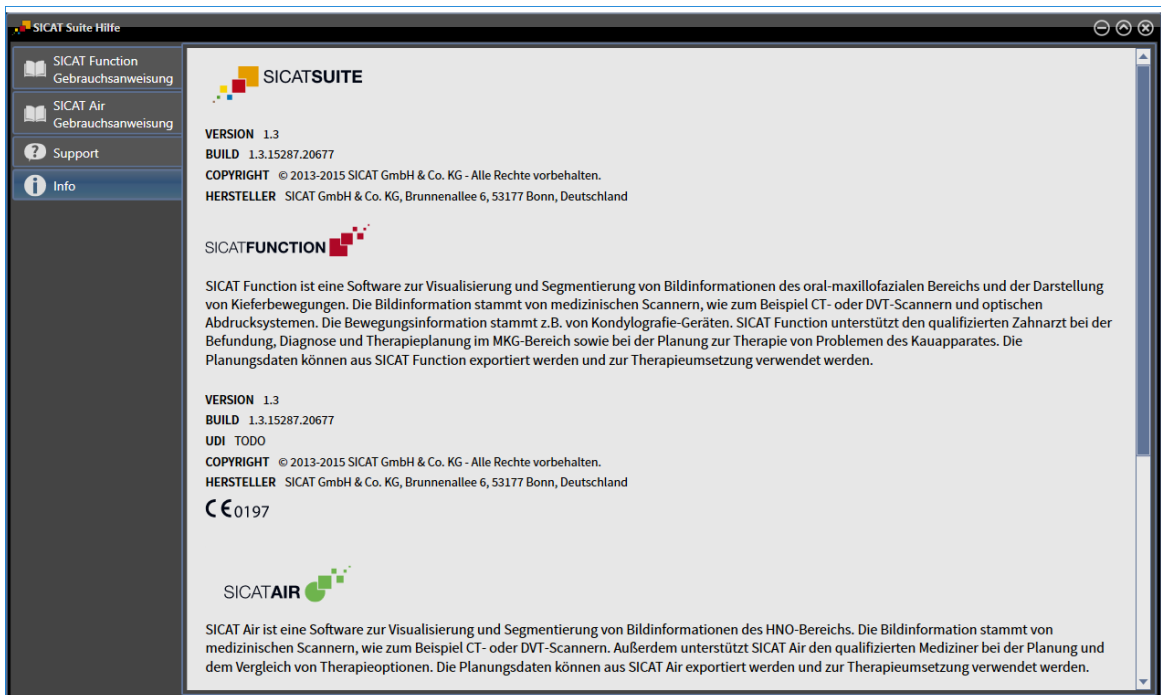 SICAT Suite Hilfe
SICAT Function
Gebrauchsanweisung
SICAT Air
Gebrauchsanweisung
Support
Info
SICATSUITE
VERSION 1.3
BUILD 1.3.15287.20677
COPYRIGHT © 2013-2015 SICAT GmbH & Co. KG - Alle Rechte vorbehalten.
HERSTELLER SICAT GmbH & Co. KG, Brunnenallee 6, 53177 Bonn, Deutschland
SICATFUNCTION
SICAT Function ist eine Software zur Visualisierung und Segmentierung von Bildinformationen des oral-maxillofazialen Bereichs und der Darstellung
von Kieferbewegungen. Die Bildinformation stammt von medizinischen Scannern, wie zum Beispiel CT- oder DVT-Scannern und optischen
Abdrucksystemen. Die Bewegungsinformation stammt z.B. von Kondylografie-Geräten. SICAT Function unterstützt den qualifizierten Zahnarzt bei der
Befundung, Diagnose und Therapieplanung im MKG-Bereich sowie bei der Planung zur Therapie von Problemen des Kauapparates. Die
Planungsdaten können aus SICAT Function exportiert werden und zur Therapieumsetzung verwendet werden.
VERSION 1.3
BUILD 1.3.15287.20677
UDI TODO
COPYRIGHT © 2013-2015 SICAT GmbH & Co. KG - Alle Rechte vorbehalten.
HERSTELLER SICAT GmbH & Co. KG, Brunnenallee 6, 53177 Bonn, Deutschland
CE0197
SICATAIR
SICAT Air ist eine Software zur Visualisierung und Segmentierung von Bildinformationen des HNO-Bereichs. Die Bildinformation stammt von
medizinischen Scannern, wie zum Beispiel CT- oder DVT-Scannern. Außerdem unterstützt SICAT Air den qualifizierten Mediziner bei der Planung und
dem Vergleich von Therapieoptionen. Die Planungsdaten können aus SICAT Air exportiert werden und zur Therapieumsetzung verwendet werden.